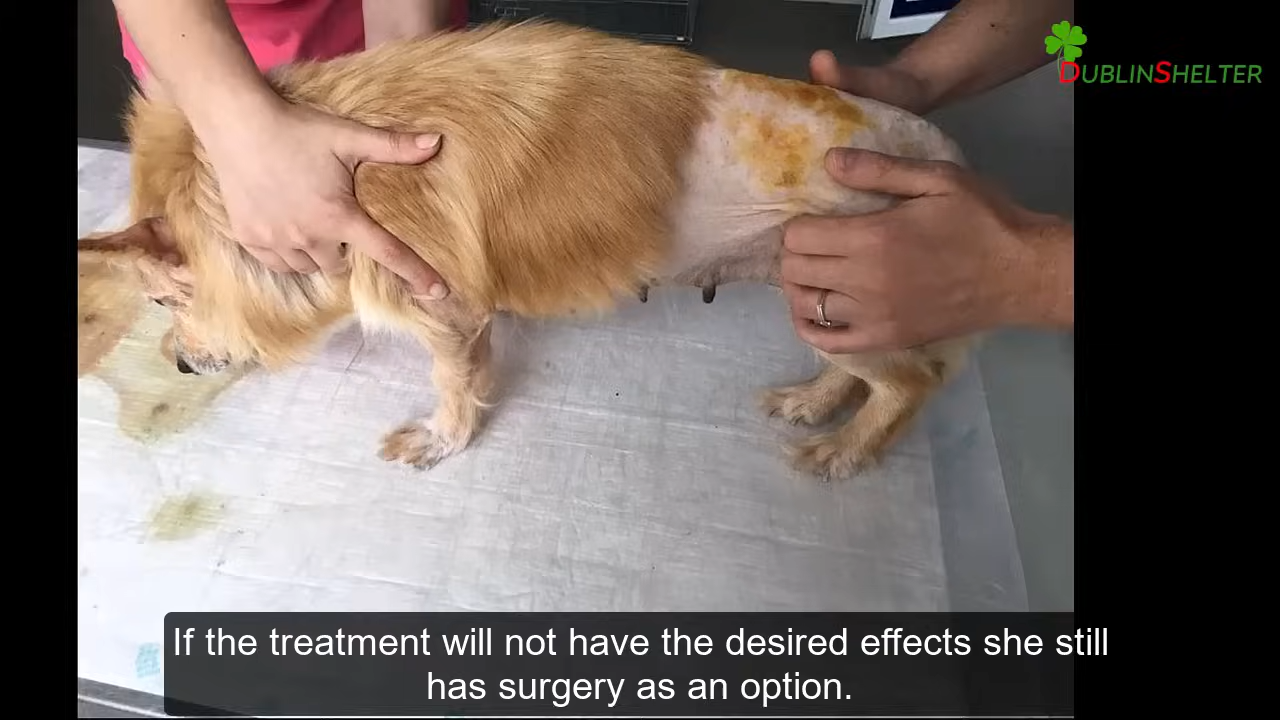 DUBLINSHELTER
If the treatment will not have the desired effects she still
has surgery as an option.